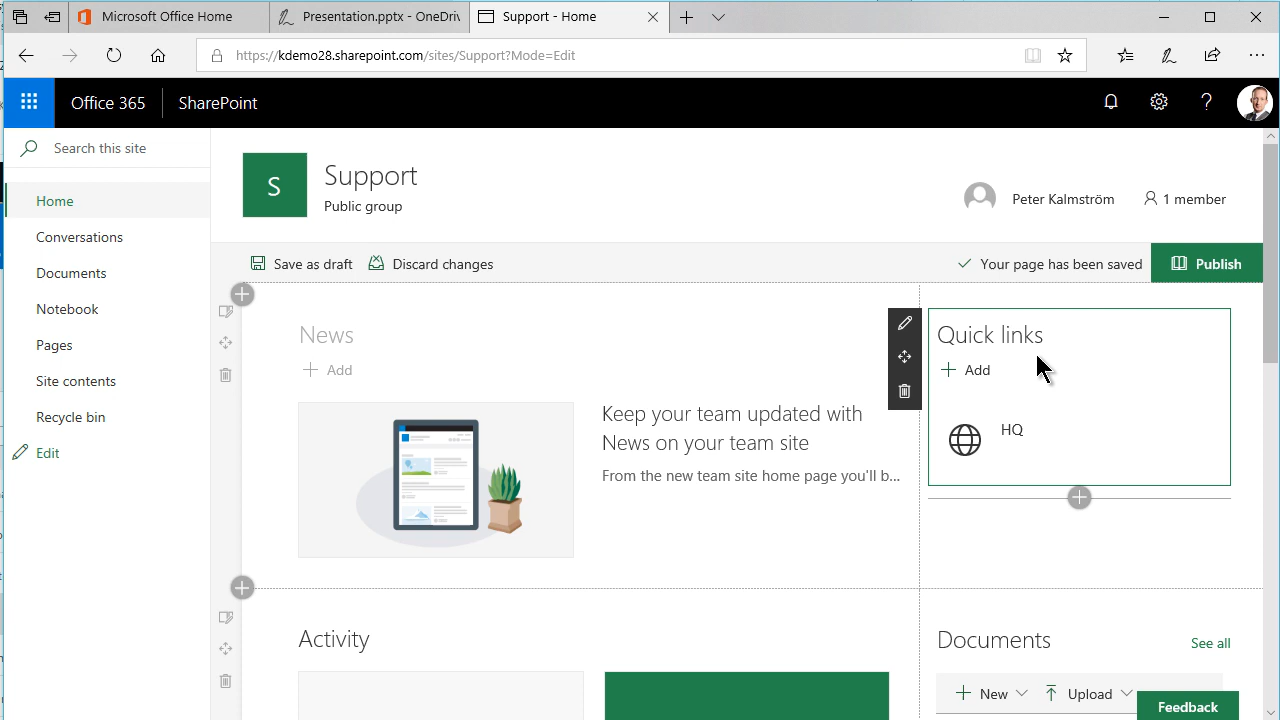 Microsoft Office Home
Presentation.pptx - OneDriv
Support - Home
https://kdemo28.sharepoint.com/sites/Support?Mode=Edit
Office 365
SharePoint
Search this site
Home
Conversations
Documents
Notebook
Pages
Site contents
Recycle bin
Edit
S
Support
Public group
Peter Kalmström
1 member
Save as draft
Discard changes
Your page has been saved
Publish
News
Add
Keep your team updated with
News on your team site
From the new team site home page you'll b...
Quick links
Add
HQ
Activity
Documents
See all
New
Upload
Feedback